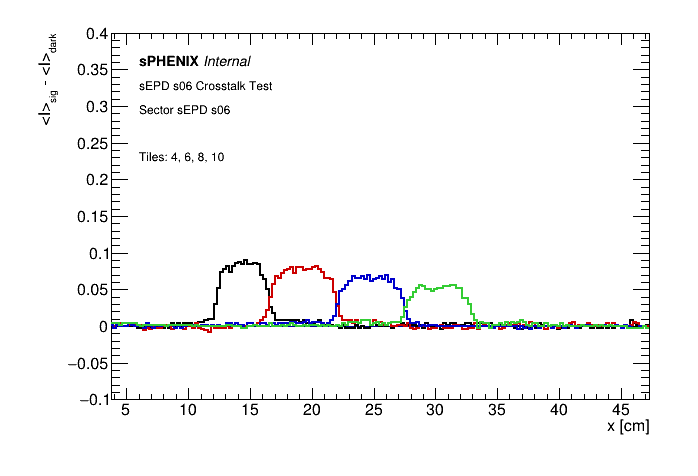 <I>sig - <I>dark
0.4
0.35
0.3
0.25
0.2
0.15
0.1
0.05
0
−0.05
−0.1
sPHENIX Internal
sEPD s06 Crosstalk Test
Sector sEPD s06
Tiles: 4, 6, 8, 10
5 10 15 20 25 30 35 40 45
x [cm]